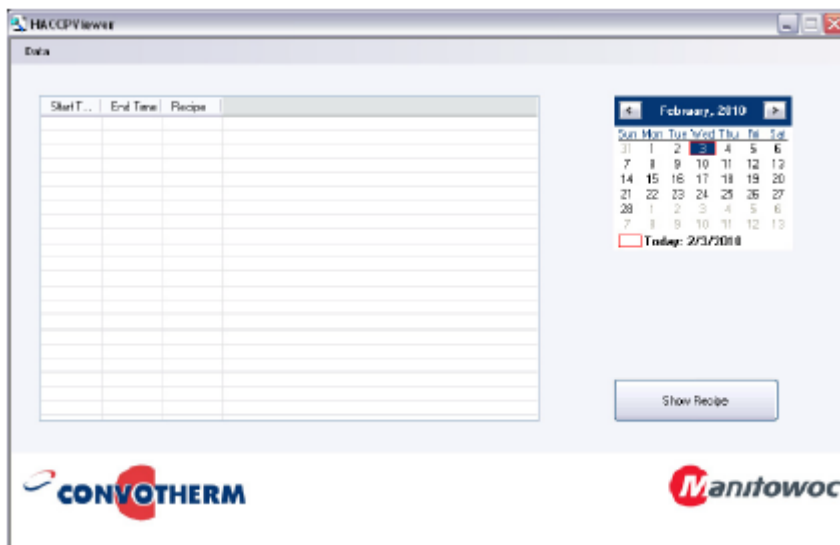 HACCPViewer
Data
Start T... End Time Recipe
< February, 2010 >
Sun Mon Tue Wed Thu Fri Sat
31 1 2 3 4 5 6
7 8 9 10 11 12 13
14 15 16 17 18 19 20
21 22 23 24 25 26 27
28 1 2 3 4 5 6
7 8 9 10 11 12 13
Today: 2/3/2010
Show Recipe
CONVOTHERM
Manitowoc